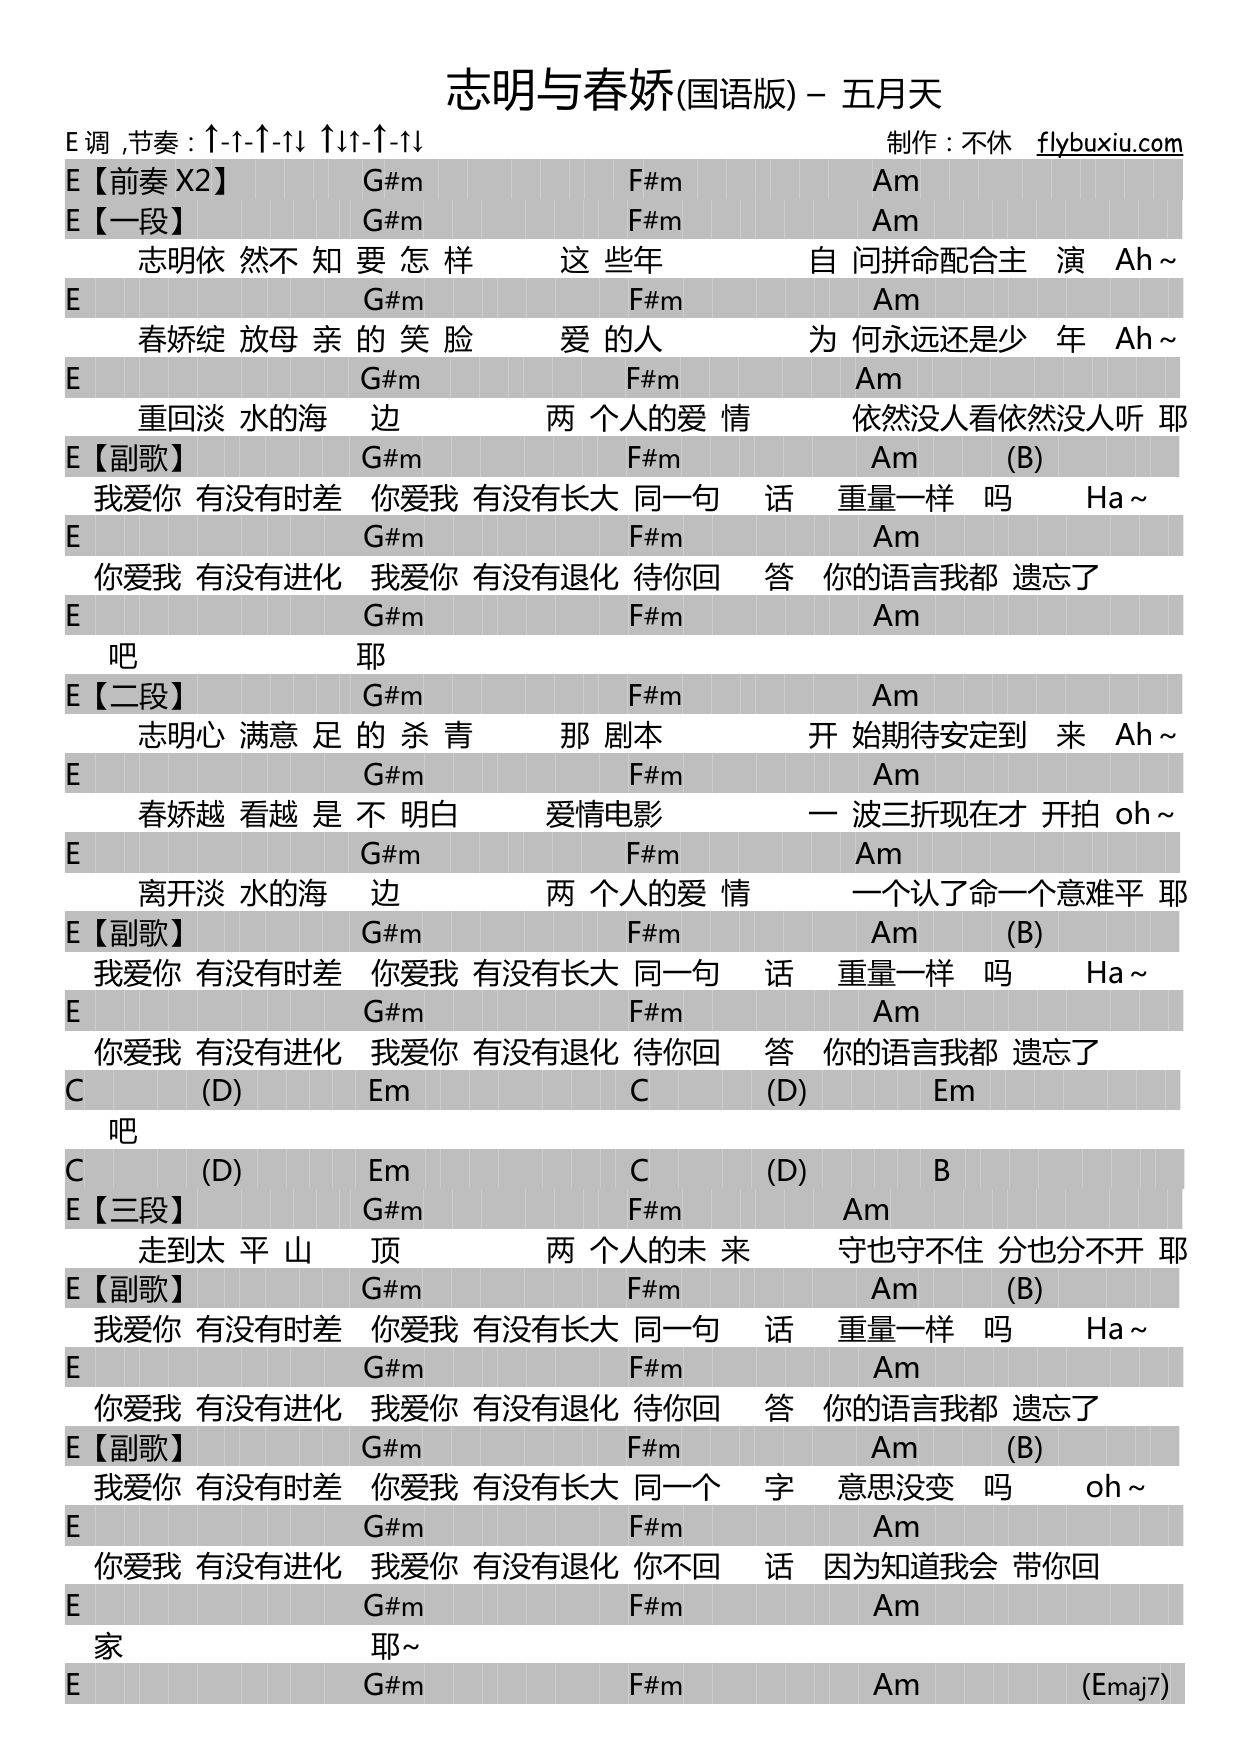 志明与春娇(国语版) – 五月天
E 调 ,节奏：↑-↑-↑-↑↓ ↑↓↑-↑-↑↓ 制作：不休 flybuxiu.com
E【前奏 X2】 G#m F#m Am
E【一段】 G#m F#m Am
志明依 然不 知 要 怎 样 这 些年 自 问拼命配合主 演 Ah～
E G#m F#m Am
春娇绽 放母 亲 的 笑 脸 爱 的人 为 何永远还是少 年 Ah～
E G#m F#m Am
重回淡 水的海 边 两 个人的爱 情 依然没人看依然没人听 耶
E【副歌】 G#m F#m Am (B)
我爱你 有没有时差 你爱我 有没有长大 同一句 话 重量一样 吗 Ha～
E G#m F#m Am
你爱我 有没有进化 我爱你 有没有退化 待你回 答 你的语言我都 遗忘了
E G#m F#m Am
吧 耶
E【二段】 G#m F#m Am
志明心 满意 足 的 杀 青 那 剧本 开 始期待安定到 来 Ah～
E G#m F#m Am
春娇越 看越 是 不 明白 爱情电影 一 波三折现在才 开拍 oh～
E G#m F#m Am
离开淡 水的海 边 两 个人的爱 情 一个认了命一个意难平 耶
E【副歌】 G#m F#m Am (B)
我爱你 有没有时差 你爱我 有没有长大 同一句 话 重量一样 吗 Ha～
E G#m F#m Am
你爱我 有没有进化 我爱你 有没有退化 待你回 答 你的语言我都 遗忘了
C (D) Em C (D) Em
吧
C (D) Em C (D) B
E【三段】 G#m F#m Am
走到太 平 山 顶 两 个人的未 来 守也守不住 分也分不开 耶
E【副歌】 G#m F#m Am (B)
我爱你 有没有时差 你爱我 有没有长大 同一句 话 重量一样 吗 Ha～
E G#m F#m Am
你爱我 有没有进化 我爱你 有没有退化 待你回 答 你的语言我都 遗忘了
E【副歌】 G#m F#m Am (B)
我爱你 有没有时差 你爱我 有没有长大 同一个 字 意思没变 吗 oh～
E G#m F#m Am
你爱我 有没有进化 我爱你 有没有退化 你不回 话 因为知道我会 带你回
E G#m F#m Am
家 耶~
E G#m F#m Am (Emaj7)